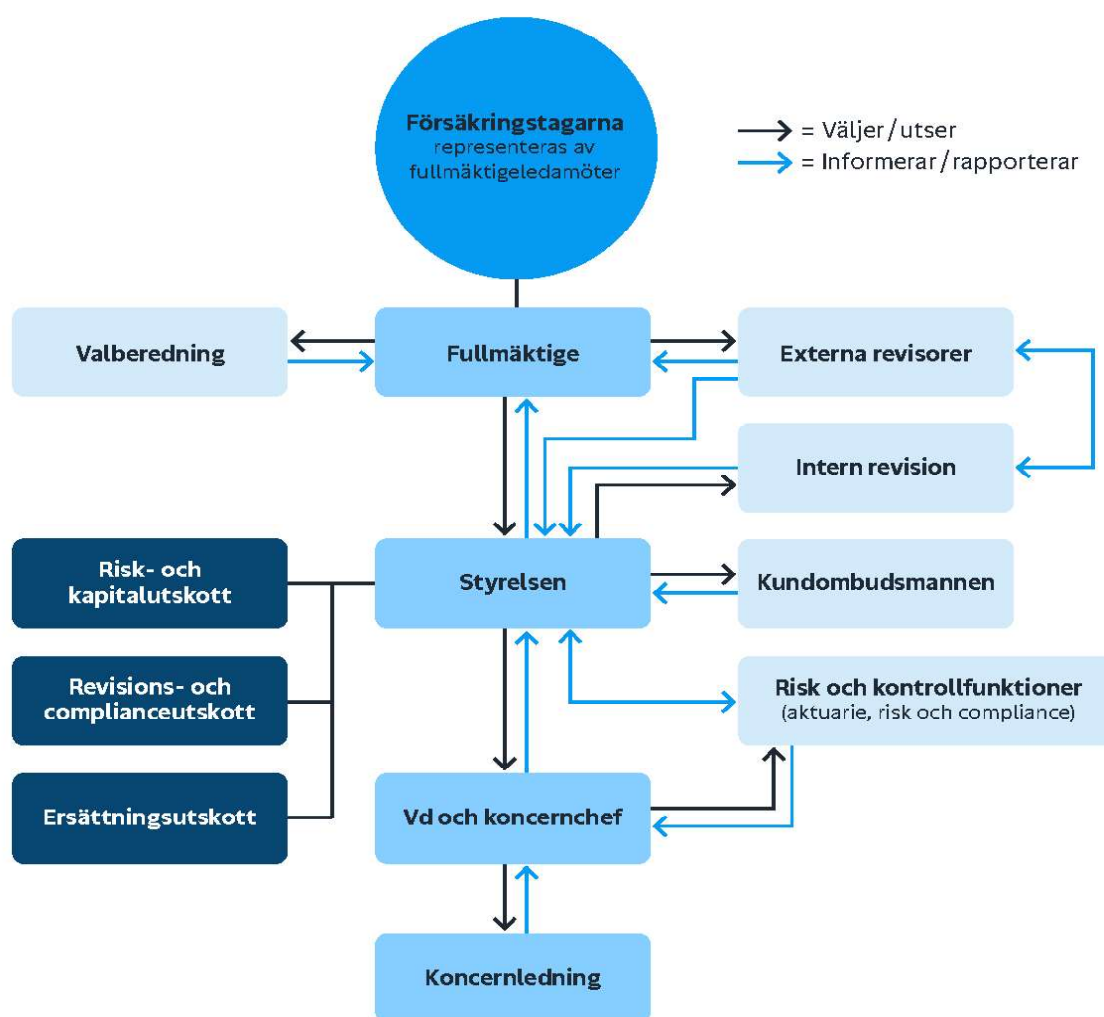 Försäkringstagarna
representeras av
fullmäktigeledamöter
= Väljer/utser
= Informerar/rapporterar
Valberedning
Fullmäktige
Externa revisorer
Intern revision
Risk- och
kapitalutskott
Styrelsen
Kundombudsmannen
Revisions- och
complianceutskott
Risk och kontrollfunktioner
(aktuarie, risk och compliance)
Ersättningsutskott
Vd och koncernchef
Koncernledning